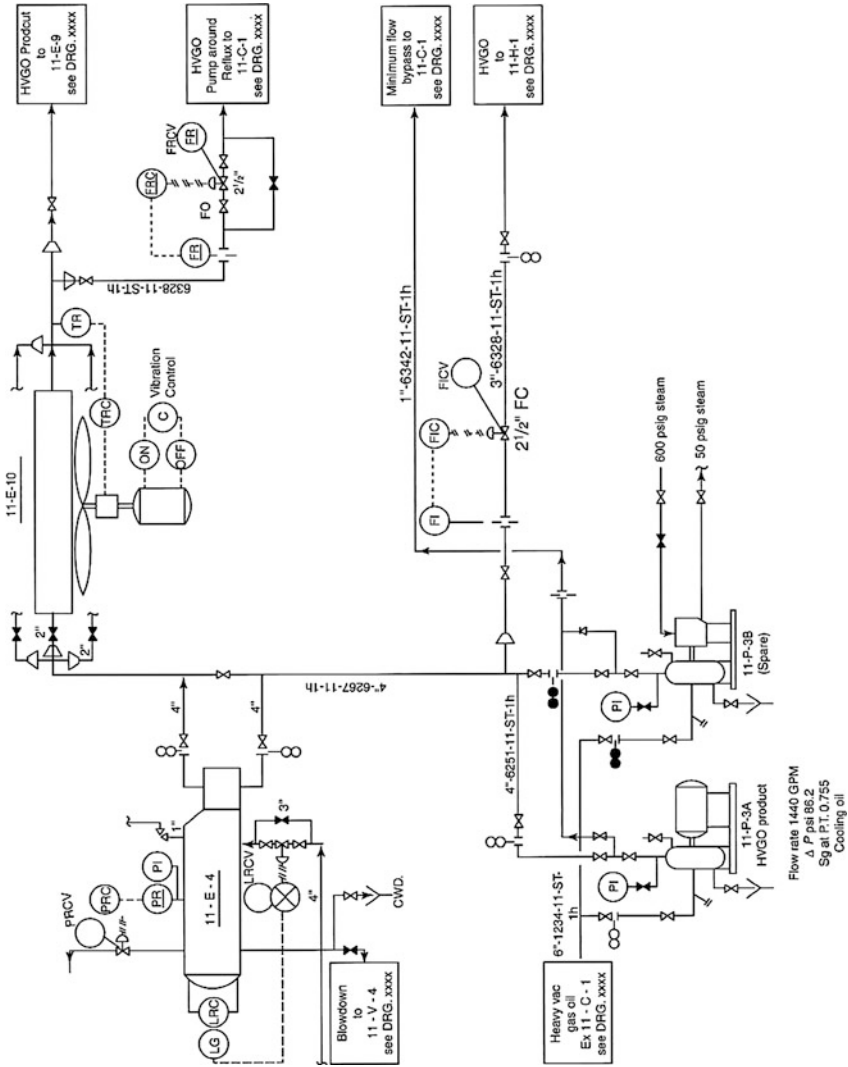 HVGO Prodcut
to
11-E-9
see DRG. xxxx
HVGO
Pump around
Reflux to
11-C-1
see DRG. xxxx
Minimum flow
bypass to
11-C-1
see DRG. xxxx
HVGO
to
11-H-1
see DRG. xxxx
FRCV
FR
FRC
FO
2½"
FR
6328-11-ST-1h
TR
TRC
Vibration
Control
ON
C
OFF
11-E-10
2"
2"
1"-6342-11-ST-1h
3"-6328-11-ST-1h
FICV
FIC
2½" FC
FI
600 psig steam
50 psig steam
4"-6267-11-1h
4"
4"
4"-6251-11-ST-1h
PI
11-P-3B
(Spare)
PI
11-P-3A
HVGO product
Flow rate 1440 GPM
Δ P psi 86.2
Sg at P.T. 0.755
Cooling oil
6"-1234-11-ST-
1h
1"
3"
PI
PR
PRC
PRCV
11 - E - 4
LRCV
4"
CWD.
LRC
LG
Blowdown
to
11 - V - 4
see DRG. xxxx
Heavy vac
gas oil
Ex 11 - C - 1
see DRG. xxxx